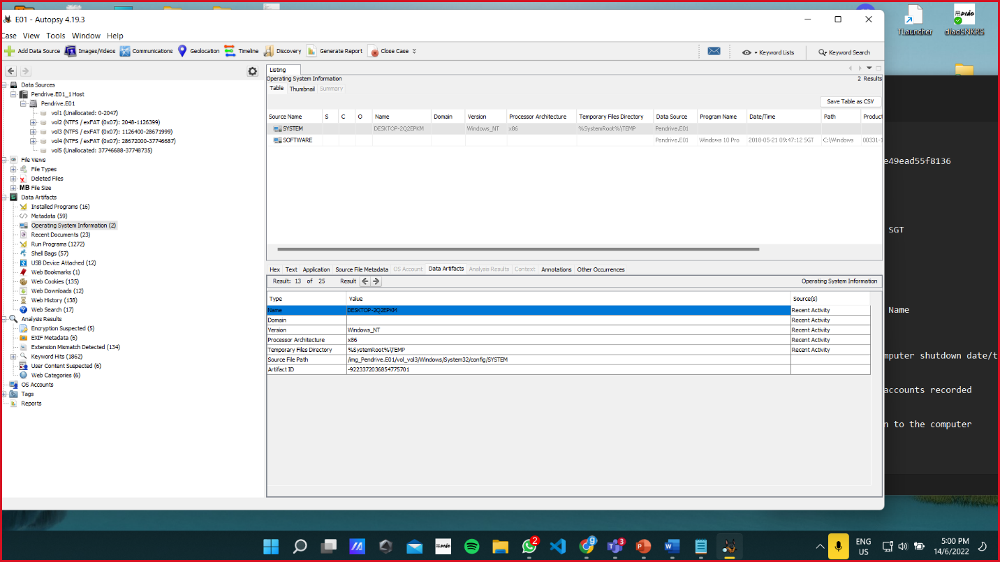 E01 - Autopsy 4.19.3
Case View Tools Window Help
Add Data Source Images/Videos Communications Geolocation Timeline Discovery Generate Report Close Case Keyword Lists Keyword Search
Listing
Operating System Information 2 Results
Table Thumbnail Summary
Save Table as CSV
Source Name S C O Name Domain Version Processor Architecture Temporary Files Directory Data Source Program Name Date/Time Path Product
SYSTEM DESKTOP-2Q2EPKM Windows_NT x86 %SystemRoot%\TEMP Pendrive.E01
SOFTWARE Pendrive.E01 Windows 10 Pro 2018-05-21 09:47:12 SGT C:\Windows 00331-1
Data Sources
Pendrive.E01_1 Host
Pendrive.E01
vol1 (Unallocated: 0-2047)
vol2 (NTFS / exFAT (0x07): 2048-1126399)
vol3 (NTFS / exFAT (0x07): 1126400-28671999)
vol4 (NTFS / exFAT (0x07): 28672000-37746687)
vol5 (Unallocated: 37746688-37748735)
File Views
File Types
Deleted Files
MB File Size
Data Artifacts
Installed Programs (16)
Metadata (59)
Operating System Information (2)
Recent Documents (23)
Run Programs (1272)
Shell Bags (57)
USB Device Attached (12)
Web Bookmarks (1)
Web Cookies (135)
Web Downloads (12)
Web History (138)
Web Search (17)
Analysis Results
Encryption Suspected (5)
EXIF Metadata (6)
Extension Mismatch Detected (134)
Keyword Hits (1862)
User Content Suspected (6)
Web Categories (6)
OS Accounts
Tags
Reports
Hex Text Application Source File Metadata OS Account Data Artifacts Analysis Results Context Annotations Other Occurrences
Result: 13 of 25 Result Operating System Information
Type Value Source(s)
Name DESKTOP-2Q2EPKM Recent Activity
Domain Recent Activity
Version Windows_NT Recent Activity
Processor Architecture x86 Recent Activity
Temporary Files Directory %SystemRoot%\TEMP Recent Activity
Source File Path /img_Pendrive.E01/vol_vol3/Windows/System32/config/SYSTEM
Artifact ID -9223372036854775701
TLauncher diaoSNKRS
e49ead55f8136
SGT
Name
mputer shutdown date/t
accounts recorded
n to the computer
2
3
ENG
US
5:00 PM
14/6/2022